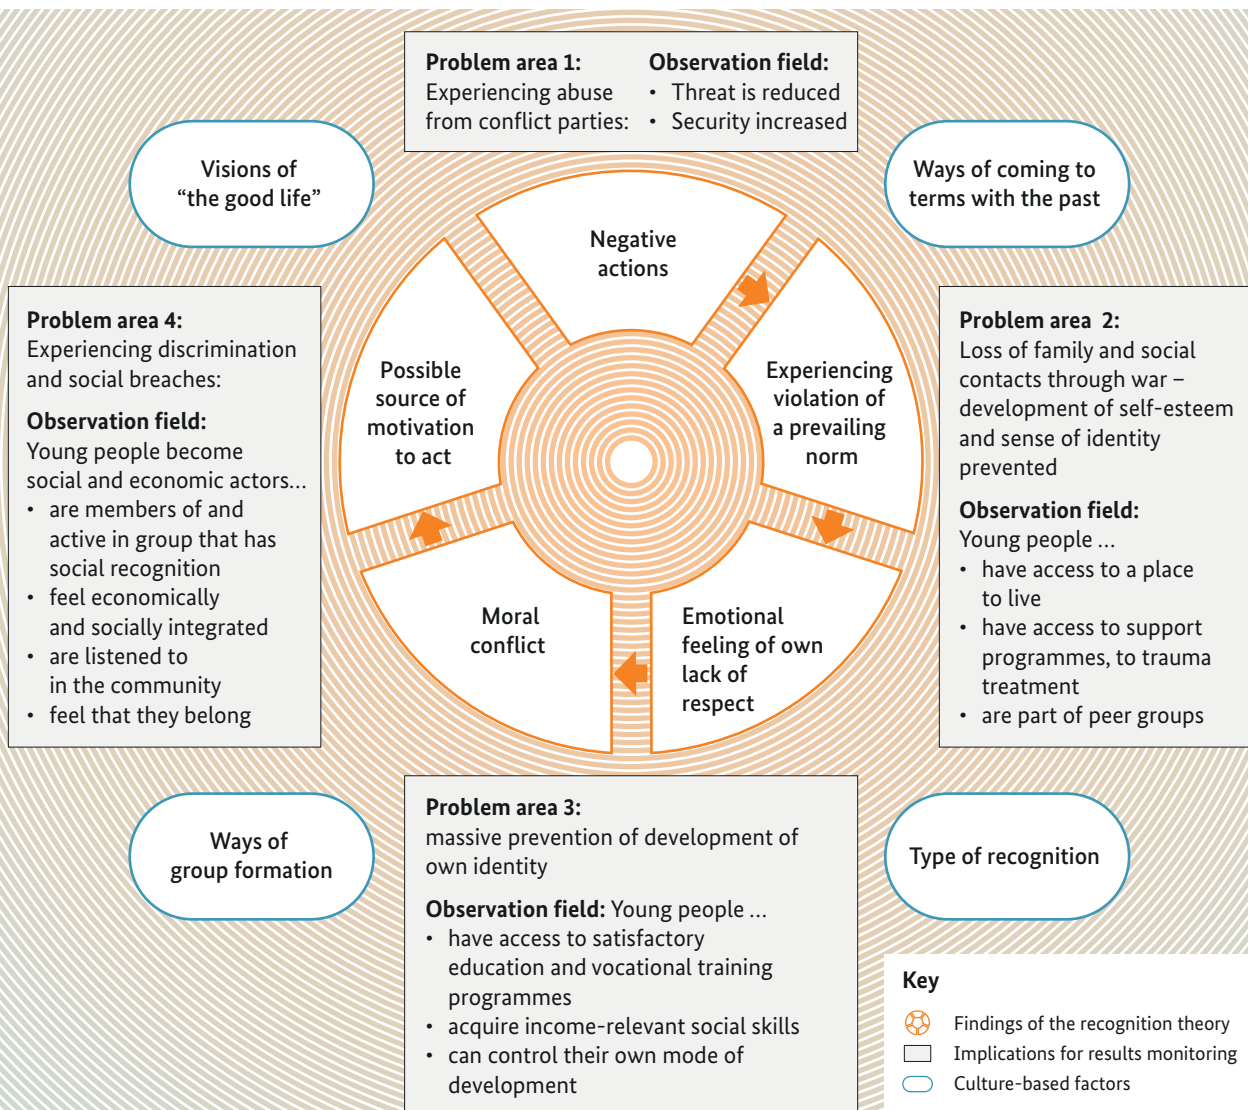 Problem area 1:
Experiencing abuse
from conflict parties:
Observation field:
• Threat is reduced
• Security increased
Visions of
“the good life”
Ways of coming to
terms with the past
Negative
actions
Experiencing
violation of
a prevailing
norm
Emotional
feeling of own
lack of
respect
Moral
conflict
Possible
source of
motivation
to act
Problem area 4:
Experiencing discrimination
and social breaches:
Observation field:
Young people become
social and economic actors…
• are members of and
active in group that has
social recognition
• feel economically
and socially integrated
• are listened to
in the community
• feel that they belong
Problem area 2:
Loss of family and social
contacts through war –
development of self-esteem
and sense of identity
prevented
Observation field:
Young people …
• have access to a place
to live
• have access to support
programmes, to trauma
treatment
• are part of peer groups
Ways of
group formation
Problem area 3:
massive prevention of development of
own identity
Observation field: Young people …
• have access to satisfactory
education and vocational training
programmes
• acquire income-relevant social skills
• can control their own mode of
development
Type of recognition
Key
Findings of the recognition theory
Implications for results monitoring
Culture-based factors